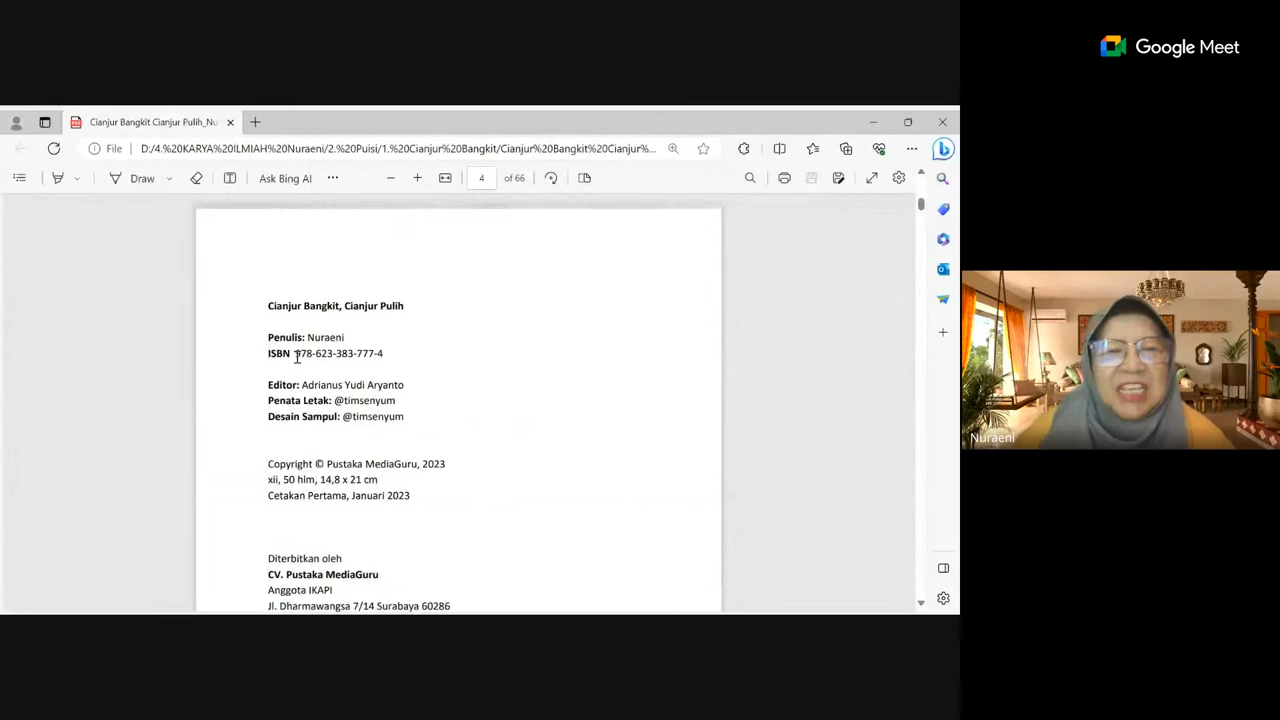 Google Meet
Cianjur Bangkit Cianjur Pulih_Nu
File D:/4.%20KARYA%20ILMIAH%20Nuraeni/2.%20Puisi/1.%20Cianjur%20Bangkit/Cianjur%20Bangkit%20Cianjur%...
Draw Ask Bing AI 4 of 66
Cianjur Bangkit, Cianjur Pulih
Penulis: Nuraeni
ISBN 978-623-383-777-4
Editor: Adrianus Yudi Aryanto
Penata Letak: @timsenyum
Desain Sampul: @timsenyum
Copyright © Pustaka MediaGuru, 2023
xii, 50 hlm, 14,8 x 21 cm
Cetakan Pertama, Januari 2023
Diterbitkan oleh
CV. Pustaka MediaGuru
Anggota IKAPI
Jl. Dharmawangsa 7/14 Surabaya 60286
Nuraeni